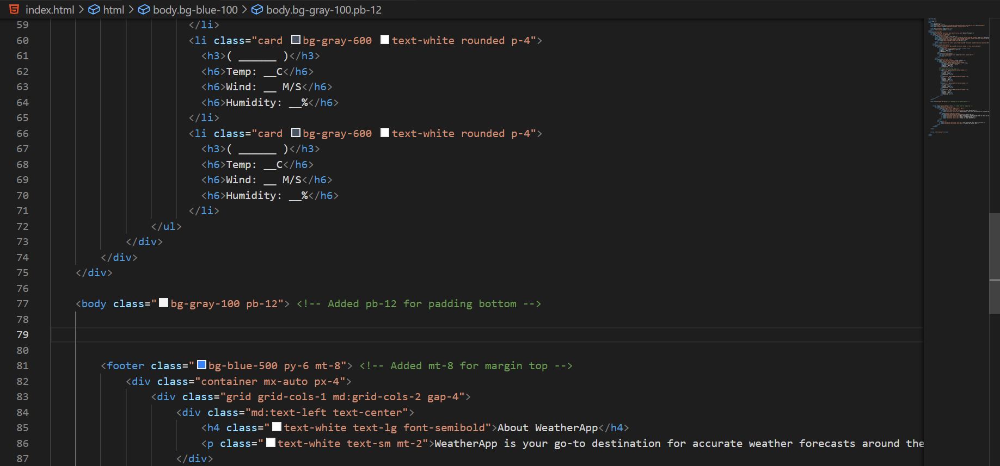 index.html > html > body.bg-blue-100 > body.bg-gray-100.pb-12
59 </li>
60 <li class="card bg-gray-600 text-white rounded p-4">
61 <h3>( ______ )</h3>
62 <h6>Temp: __C</h6>
63 <h6>Wind: __ M/S</h6>
64 <h6>Humidity: __%</h6>
65 </li>
66 <li class="card bg-gray-600 text-white rounded p-4">
67 <h3>( ______ )</h3>
68 <h6>Temp: __C</h6>
69 <h6>Wind: __ M/S</h6>
70 <h6>Humidity: __%</h6>
71 </li>
72 </ul>
73 </div>
74 </div>
75 </div>
76
77 <body class="bg-gray-100 pb-12"> <!-- Added pb-12 for padding bottom -->
78
79
80
81 <footer class="bg-blue-500 py-6 mt-8"> <!-- Added mt-8 for margin top -->
82 <div class="container mx-auto px-4">
83 <div class="grid grid-cols-1 md:grid-cols-2 gap-4">
84 <div class="md:text-left text-center">
85 <h4 class="text-white text-lg font-semibold">About WeatherApp</h4>
86 <p class="text-white text-sm mt-2">WeatherApp is your go-to destination for accurate weather forecasts around the
87 </div>